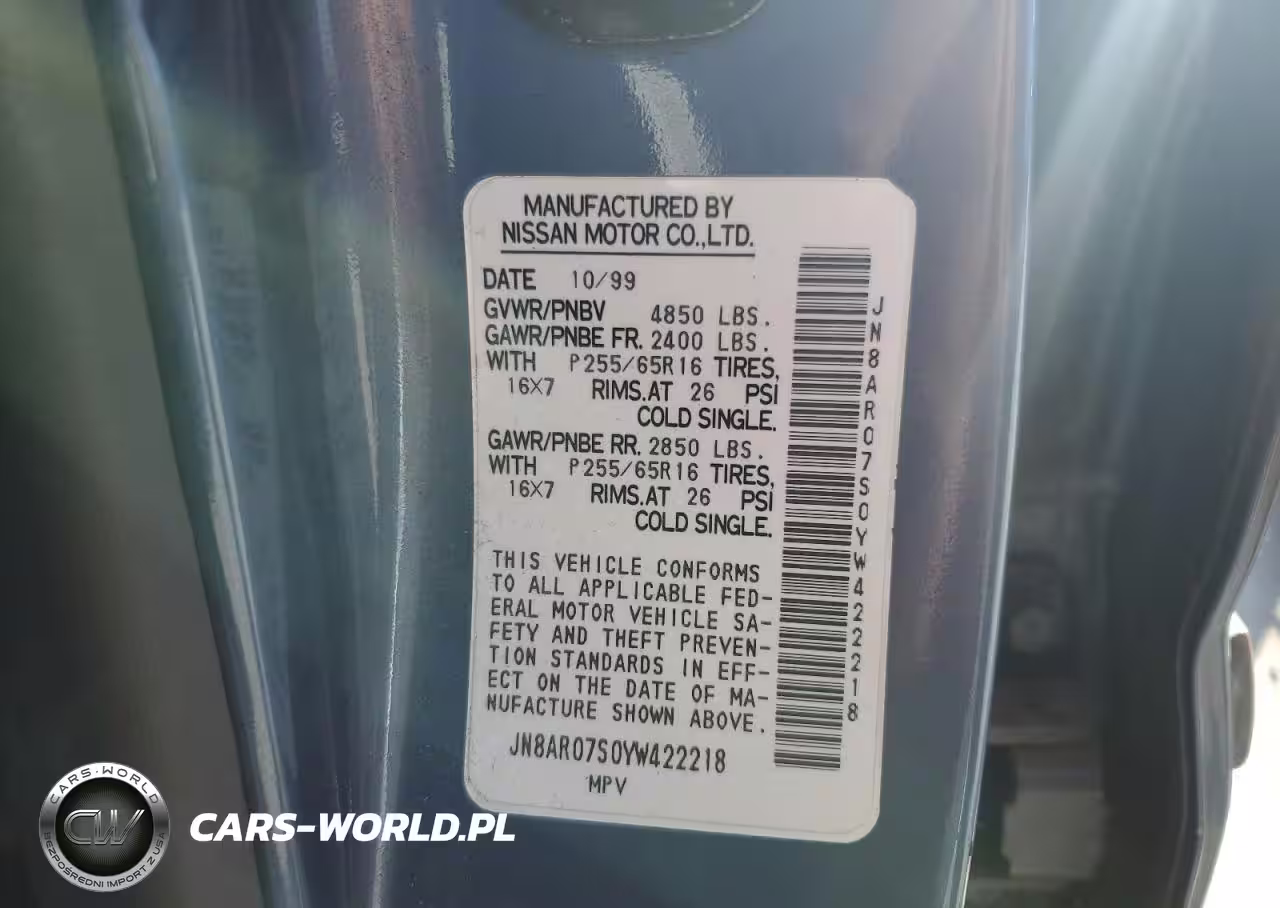 MANUFACTURED BY
NISSAN MOTOR CO.,LTD.
DATE 10/99
GVWR/PNBV 4850 LBS.
GAWR/PNBE FR. 2400 LBS.
WITH P255/65R16 TIRES,
16X7 RIMS.AT 26 PSI
COLD SINGLE.
GAWR/PNBE RR. 2850 LBS.
WITH P255/65R16 TIRES,
16X7 RIMS.AT 26 PSI
COLD SINGLE.
THIS VEHICLE CONFORMS
TO ALL APPLICABLE FED-
ERAL MOTOR VEHICLE SA-
FETY AND THEFT PREVEN-
TION STANDARDS IN EFF-
ECT ON THE DATE OF MA-
NUFACTURE SHOWN ABOVE.
JN8AR07S0YW422218
MPV
JN8AR07S0YW422218
CARS-WORLD
CW
BEZPOŚREDNI IMPORT Z USA
CARS-WORLD.PL